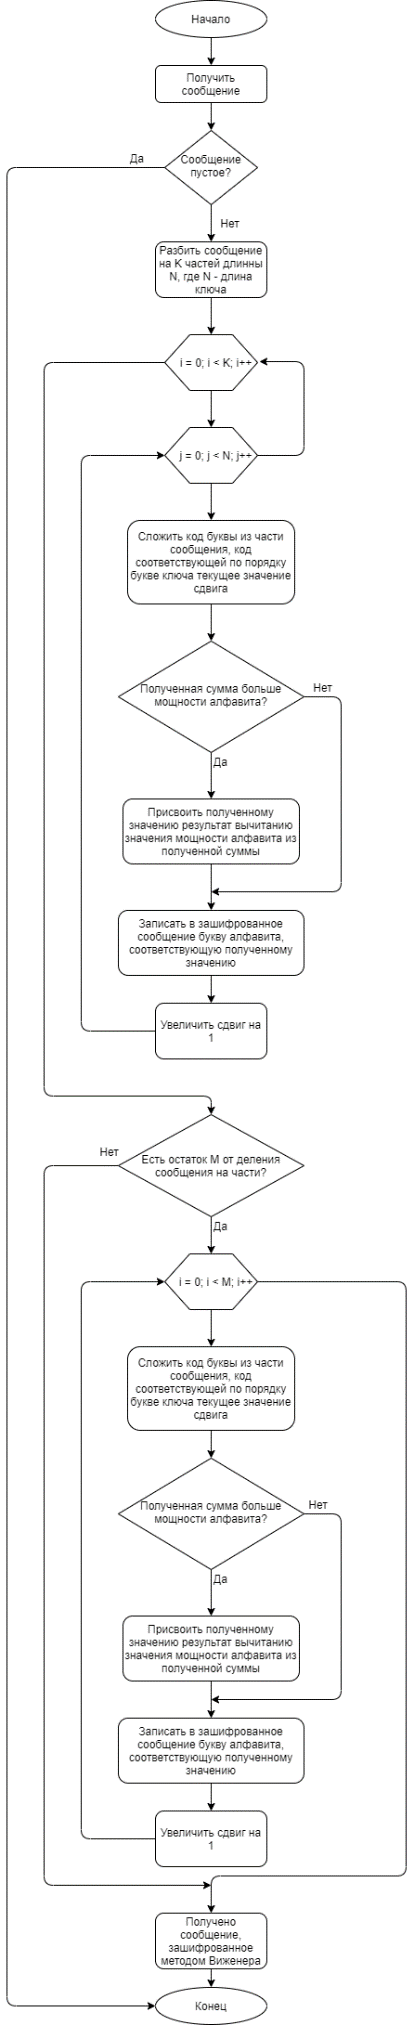 Начало
Получить
сообщение
Да
Сообщение
пустое?
Нет
Разбить сообщение
на K частей длинны
N, где N - длина
ключа
i = 0; i < K; i++
j = 0; j < N; j++
Сложить код буквы из части
сообщения, код
соответствующей по порядку
букве ключа текущее значение
сдвига
Полученная сумма больше
мощности алфавита?
Нет
Да
Присвоить полученному
значению результат вычитанию
значения мощности алфавита из
полученной суммы
Записать в зашифрованное
сообщение букву алфавита,
соответствующую полученному
значению
Увеличить сдвиг на
1
Нет
Есть остаток М от деления
сообщения на части?
Да
i = 0; i < M; i++
Сложить код буквы из части
сообщения, код
соответствующей по порядку
букве ключа текущее значение
сдвига
Полученная сумма больше
мощности алфавита?
Нет
Да
Присвоить полученному
значению результат вычитанию
значения мощности алфавита из
полученной суммы
Записать в зашифрованное
сообщение букву алфавита,
соответствующую полученному
значению
Увеличить сдвиг на
1
Получено
сообщение,
зашифрованное
методом Виженера
Конец